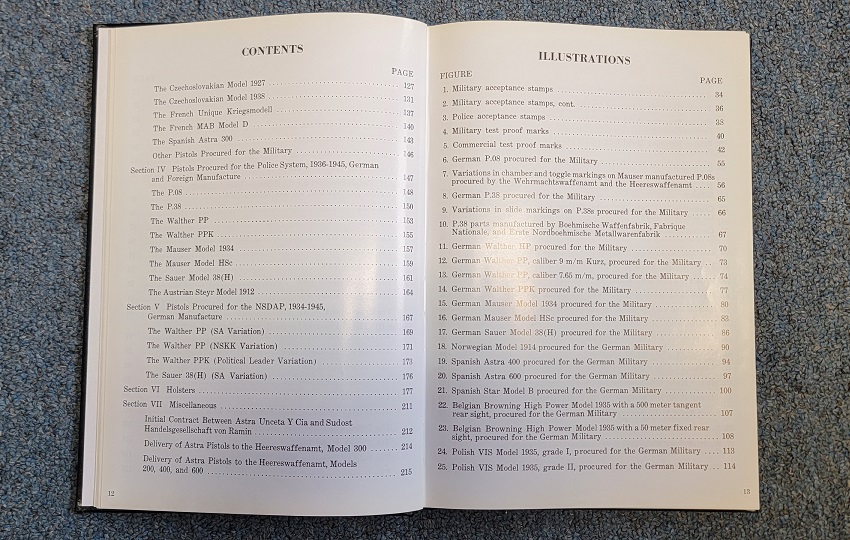 CONTENTS
PAGE
The Czechoslovakian Model 1927 127
The Czechoslovakian Model 1938 131
The French Unique Kriegsmodell 137
The French MAB Model D 140
The Spanish Astra 300 143
Other Pistols Procured for the Military 146
Section IV Pistols Procured for the Police System, 1936-1945, German
and Foreign Manufacture 147
The P.08 148
The P.38 150
The Walther PP 153
The Walther PPK 155
The Mauser Model 1934 157
The Mauser Model HSc 159
The Sauer Model 38(H) 161
The Austrian Steyr Model 1912 164
Section V Pistols Procured for the NSDAP, 1934-1945,
German Manufacture 167
The Walther PP (SA Variation) 169
The Walther PP (NSKK Variation) 171
The Walther PPK (Political Leader Variation) 173
The Sauer 38(H) (SA Variation) 176
Section VI Holsters 177
Section VII Miscellaneous 211
Initial Contract Between Astra Unceta Y Cia and Sudost
Handelsgesellschaft von Ramin 212
Delivery of Astra Pistols to the Heereswaffenamt, Model 300 214
Delivery of Astra Pistols to the Heereswaffenamt, Models
200, 400, and 600 215
12
ILLUSTRATIONS
FIGURE PAGE
1. Military acceptance stamps 34
2. Military acceptance stamps, cont. 36
3. Police acceptance stamps 38
4. Military test proof marks 40
5. Commercial test proof marks 42
6. German P.08 procured for the Military 55
7. Variations in chamber and toggle markings on Mauser manufactured P.08s
procured by the Wehrmachtswaffenamt and the Heereswaffenamt 56
8. German P.38 procured for the Military 65
9. Variations in slide markings on P.38s procured for the Military 66
10. P.38 parts manufactured by Boehmische Waffenfabrik, Fabrique
Nationale, and Erste Nordboehmische Metallwarenfabrik 67
11. German Walther HP procured for the Military 70
12. German Walther PP, caliber 9 m/m Kurz, procured for the Military 73
13. German Walther PP, caliber 7.65 m/m, procured for the Military 74
14. German Walther PPK procured for the Military 77
15. German Mauser Model 1934 procured for the Military 80
16. German Mauser Model HSc procured for the Military 83
17. German Sauer Model 38(H) procured for the Military 86
18. Norwegian Model 1914 procured for the Military 90
19. Spanish Astra 400 procured for the German Military 94
20. Spanish Astra 600 procured for the German Military 97
21. Spanish Star Model B procured for the German Military 100
22. Belgian Browning High Power Model 1935 with a 500 meter tangent
rear sight, procured for the German Military 107
23. Belgian Browning High Power Model 1935 with a 50 meter fixed rear
sight, procured for the German Military 108
24. Polish VIS Model 1935, grade I, procured for the German Military 113
25. Polish VIS Model 1935, grade II, procured for the German Military 114
13